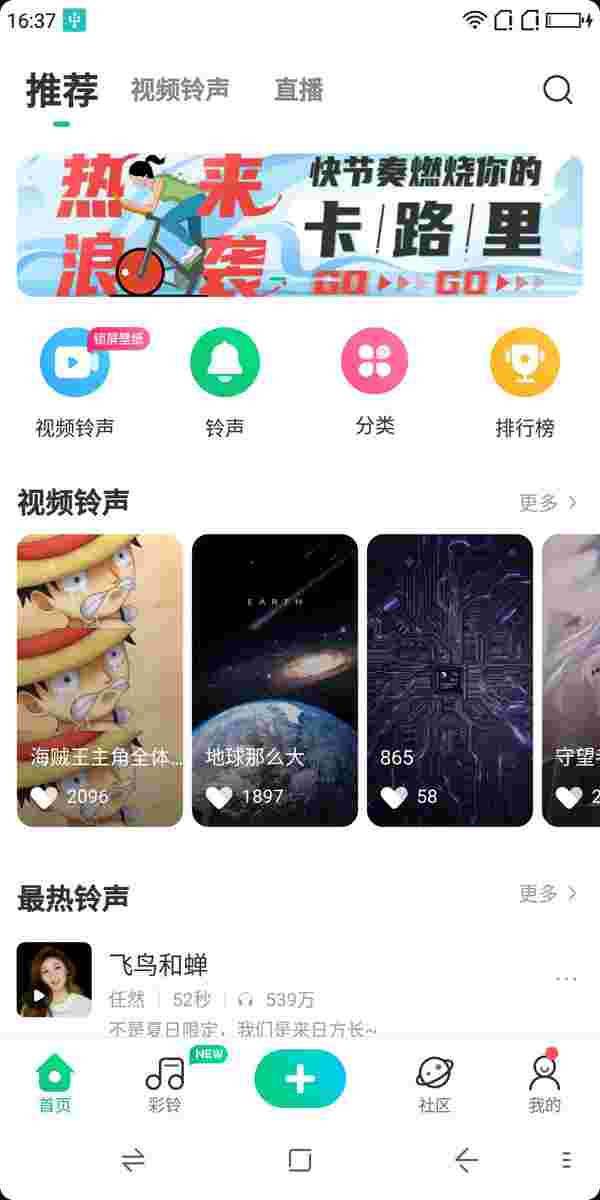 16:37
推荐
视频铃声
直播
热浪来袭
快节奏燃烧你的
卡路里
GO GO
锁屏壁纸
视频铃声
铃声
分类
排行榜
视频铃声
更多
EARTH
海贼王主角全体...
地球那么大
865
守望
2096
1897
58
2
最热铃声
更多
飞鸟和蝉
任然
52秒
539万
不是夏日限定，我们是来日方长~
NEW
首页
彩铃
社区
我的